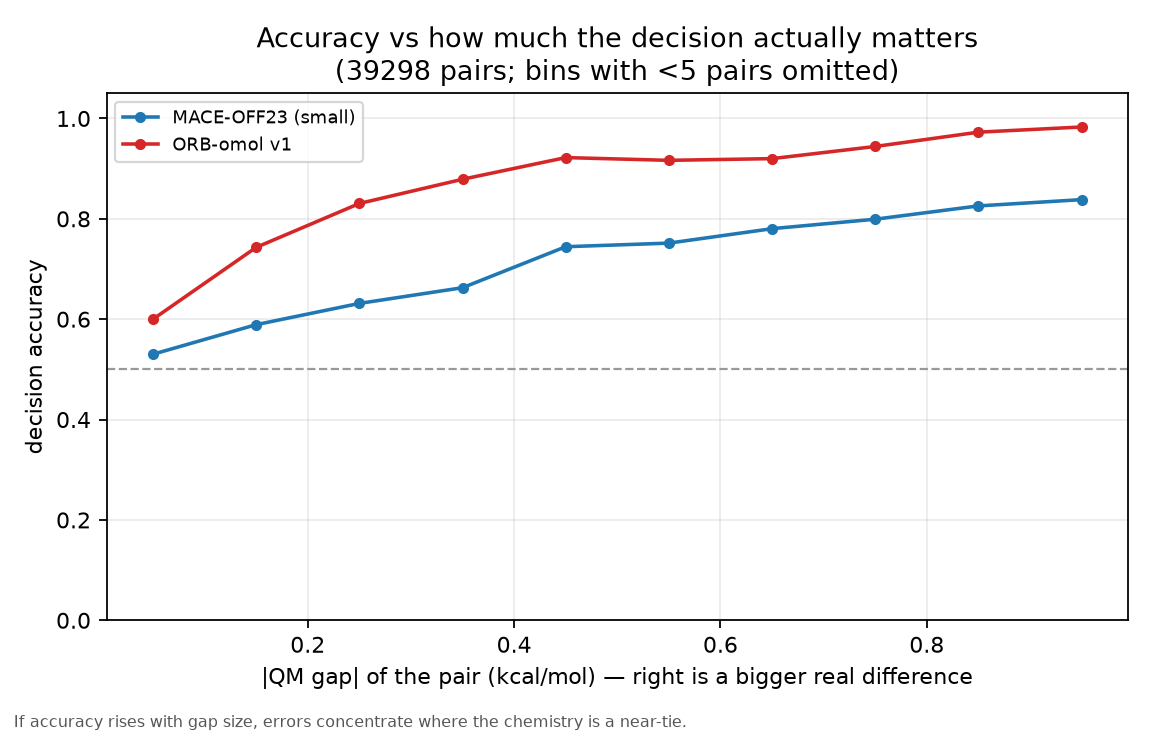 Accuracy vs how much the decision actually matters
(39298 pairs; bins with <5 pairs omitted)
MACE-OFF23 (small)
ORB-omol v1
decision accuracy
1.0
0.8
0.6
0.4
0.2
0.0
0.2 0.4 0.6 0.8
|QM gap| of the pair (kcal/mol) — right is a bigger real difference
If accuracy rises with gap size, errors concentrate where the chemistry is a near-tie.